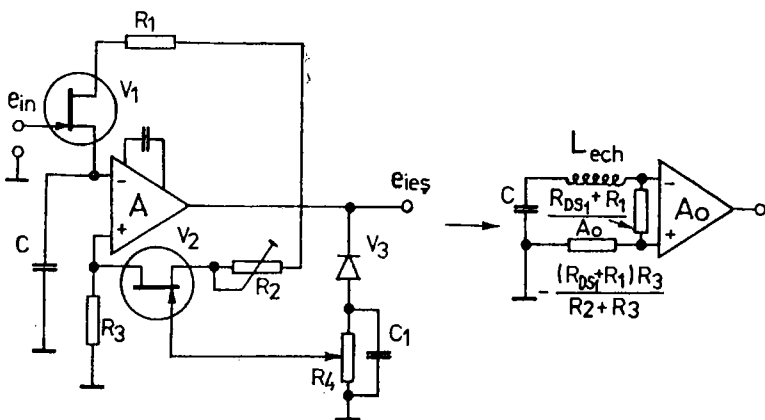 R1
V1
ein
A
-
+
eieş
C
V2
V3
R2
R3
R4
C1
Lech
C
RDS1+R1
A0
-
+
A0
- (RDS1+R1)R3
R2+R3